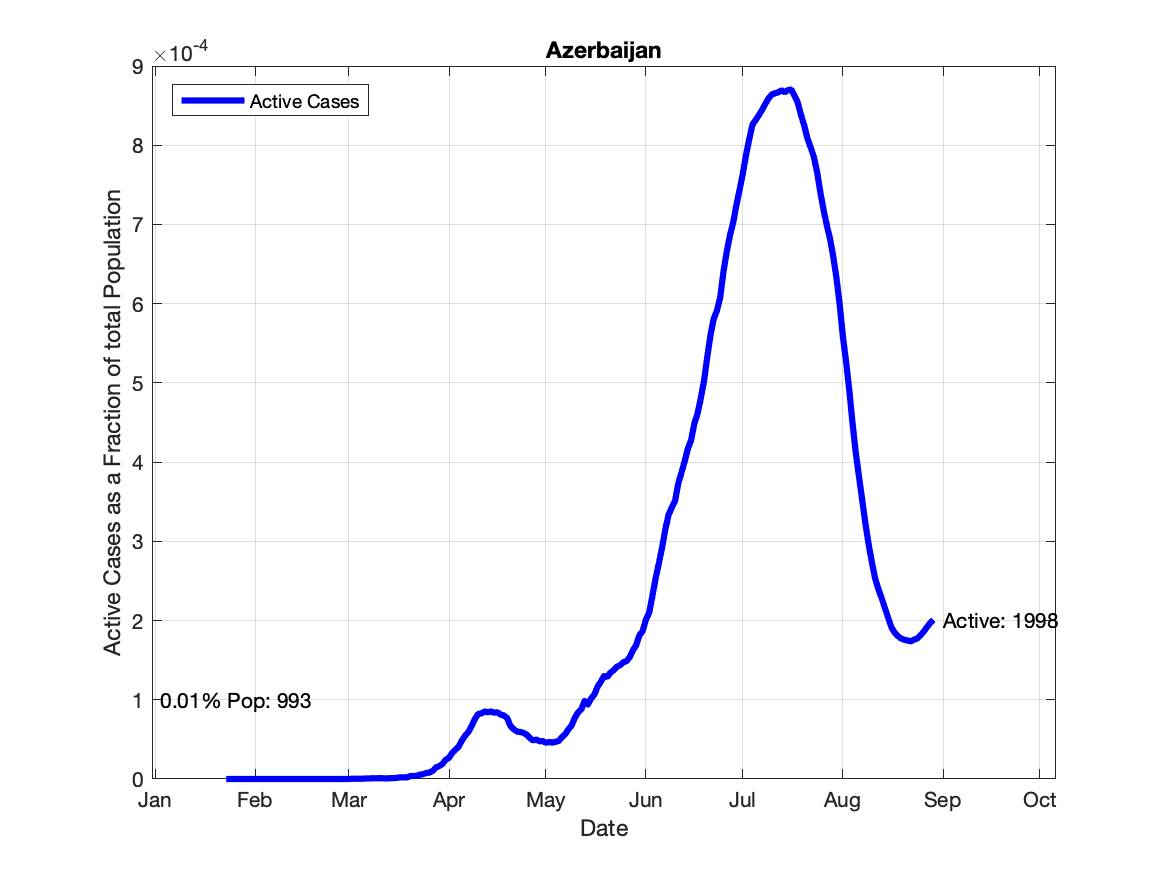 Azerbaijan
×10-4
Active Cases
9
8
7
6
5
4
3
2
1
0
Active Cases as a Fraction of total Population
Active: 1998
0.01% Pop: 993
Jan Feb Mar Apr May Jun Jul Aug Sep Oct
Date